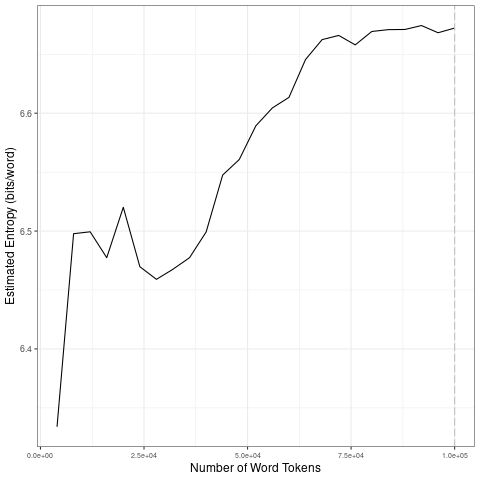 Estimated Entropy (bits/word)
6.6
6.5
6.4
0.0e+00 2.5e+04 5.0e+04 7.5e+04 1.0e+05
Number of Word Tokens